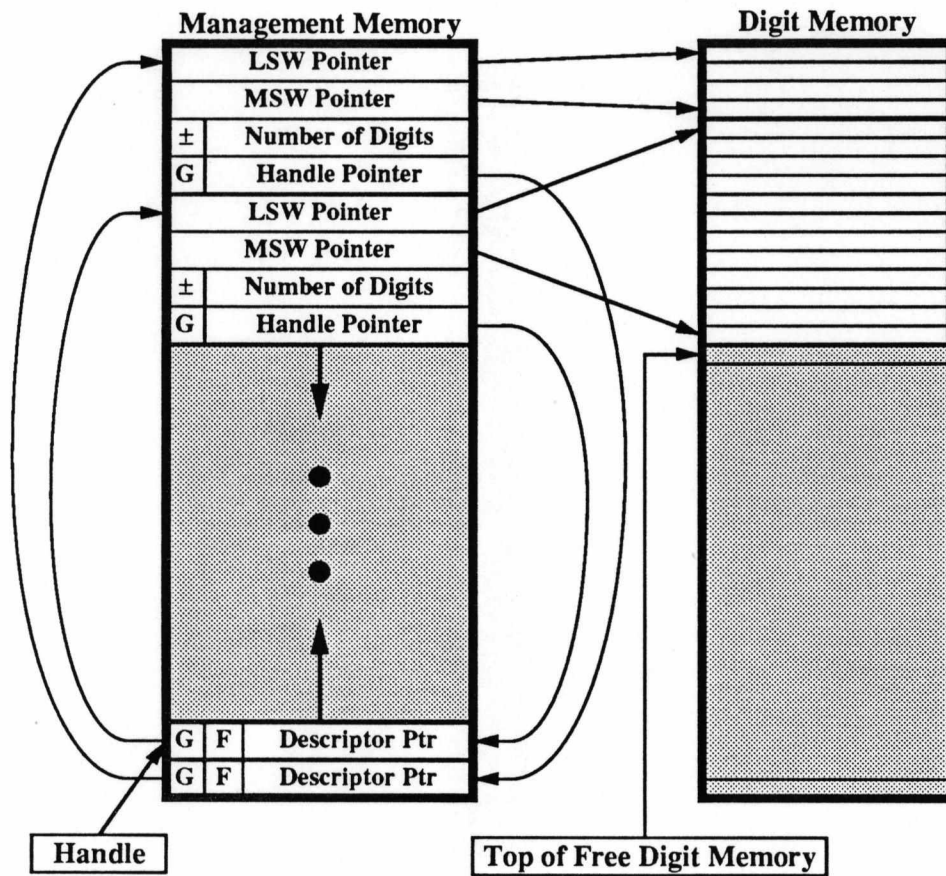 Management Memory
Digit Memory
LSW Pointer
MSW Pointer
± Number of Digits
G Handle Pointer
LSW Pointer
MSW Pointer
± Number of Digits
G Handle Pointer
G F Descriptor Ptr
G F Descriptor Ptr
Handle
Top of Free Digit Memory